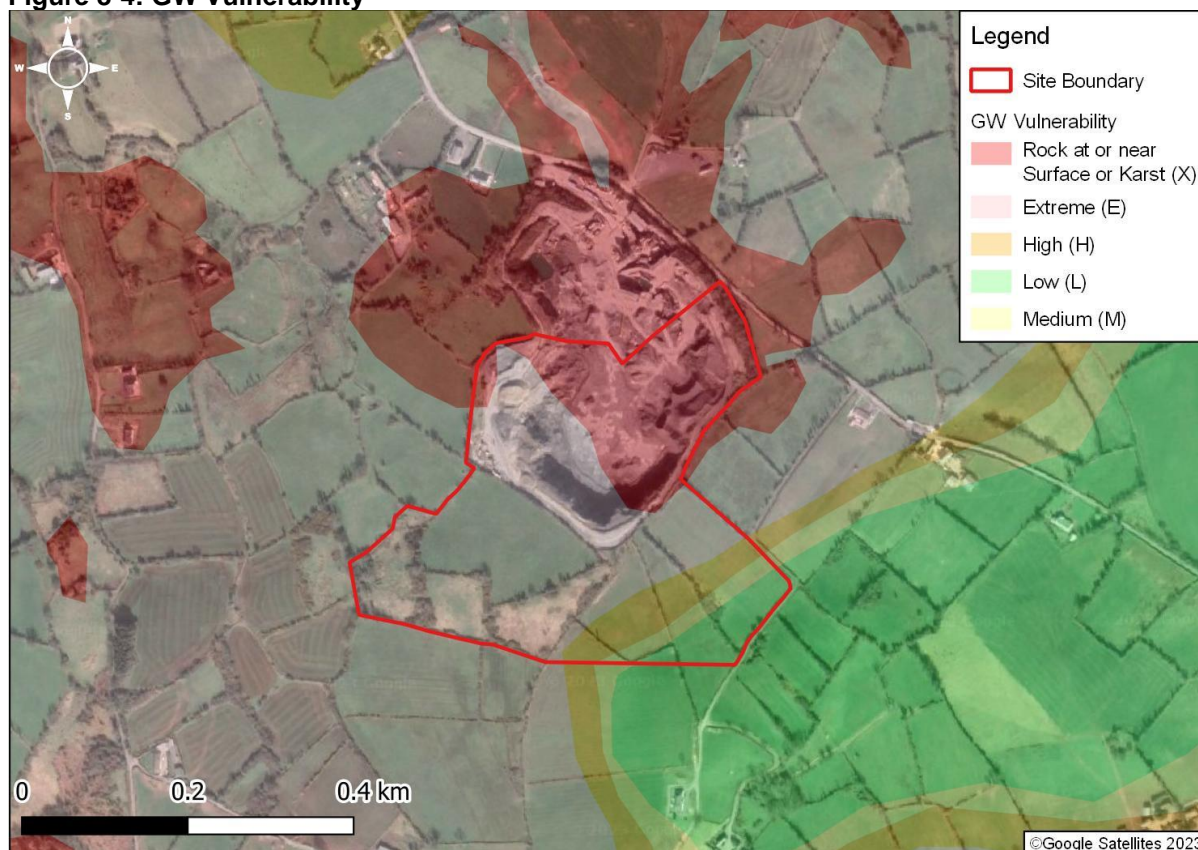 Figure 8-4: GW Vulnerability
N
W
E
S
Legend
Site Boundary
GW Vulnerability
Rock at or near
Surface or Karst (X)
Extreme (E)
High (H)
Low (L)
Medium (M)
0
0.2
0.4 km
©Google Satellites 2023